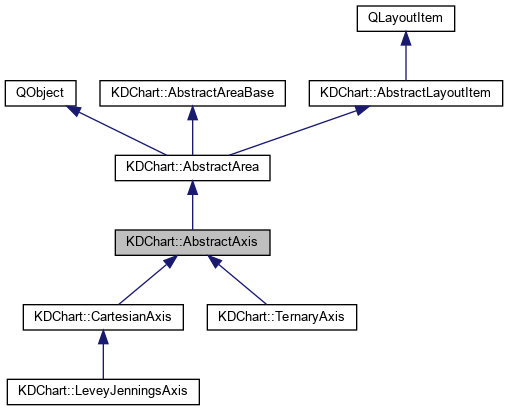 QLayoutItem
QObject
KDChart::AbstractAreaBase
KDChart::AbstractLayoutItem
KDChart::AbstractArea
KDChart::AbstractAxis
KDChart::CartesianAxis
KDChart::TernaryAxis
KDChart::LeveyJenningsAxis